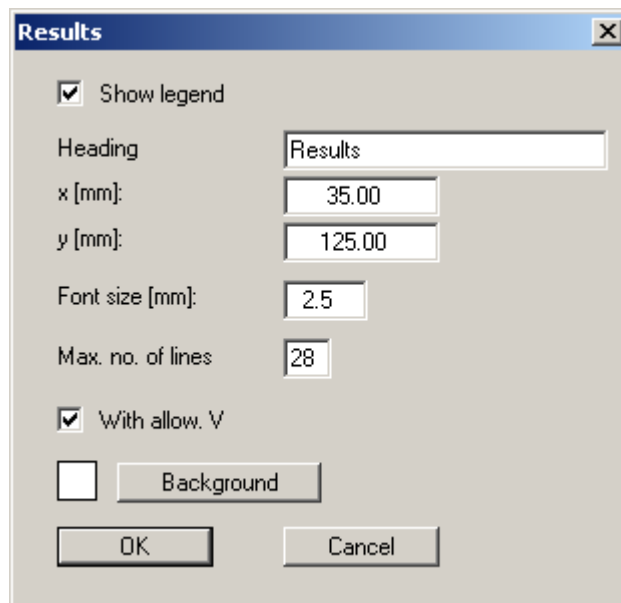 Results
Show legend
Heading Results
x [mm]: 35.00
y [mm]: 125.00
Font size [mm]: 2.5
Max. no. of lines 28
With allow. V
Background
OK Cancel